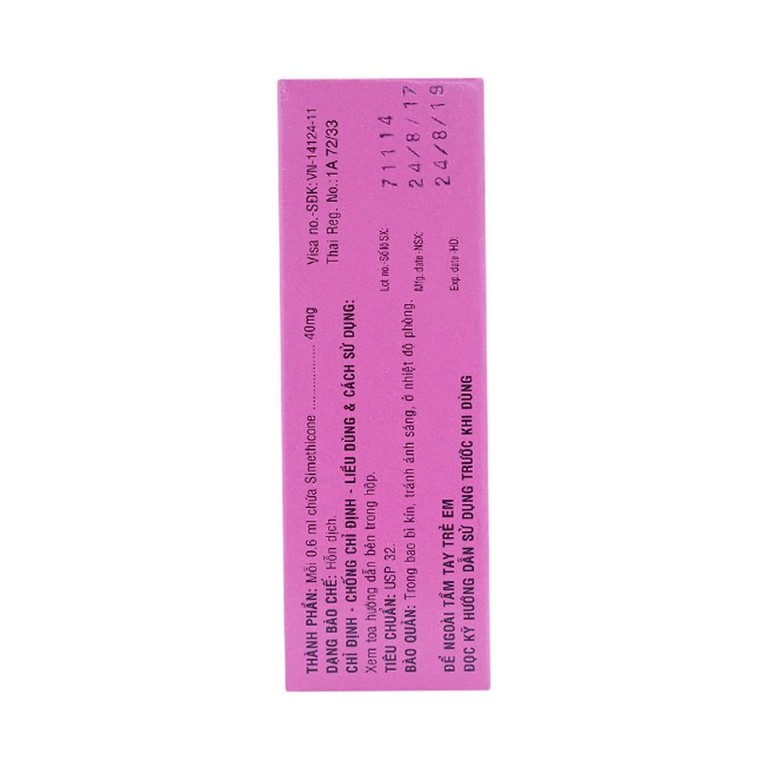 THÀNH PHẦN: Mỗi 0.6 ml chứa Simethicone .................. 40mg
DẠNG BÀO CHẾ: Hỗn dịch.
CHỈ ĐỊNH - CHỐNG CHỈ ĐỊNH - LIỀU DÙNG & CÁCH SỬ DỤNG:
Xem toa hướng dẫn bên trong hộp.
TIÊU CHUẨN: USP 32.
BẢO QUẢN: Trong bao bì kín, tránh ánh sáng, ở nhiệt độ phòng.
ĐỂ NGOÀI TẦM TAY TRẺ EM
ĐỌC KỸ HƯỚNG DẪN SỬ DỤNG TRƯỚC KHI DÙNG
Visa no.-SĐK: VN-14124-11
Thai Reg. No.: 1A 72/33
Lot no.-Số lô SX: 71114
Mfg. date -NSX: 24/8/17
Exp. date -HD: 24/8/19